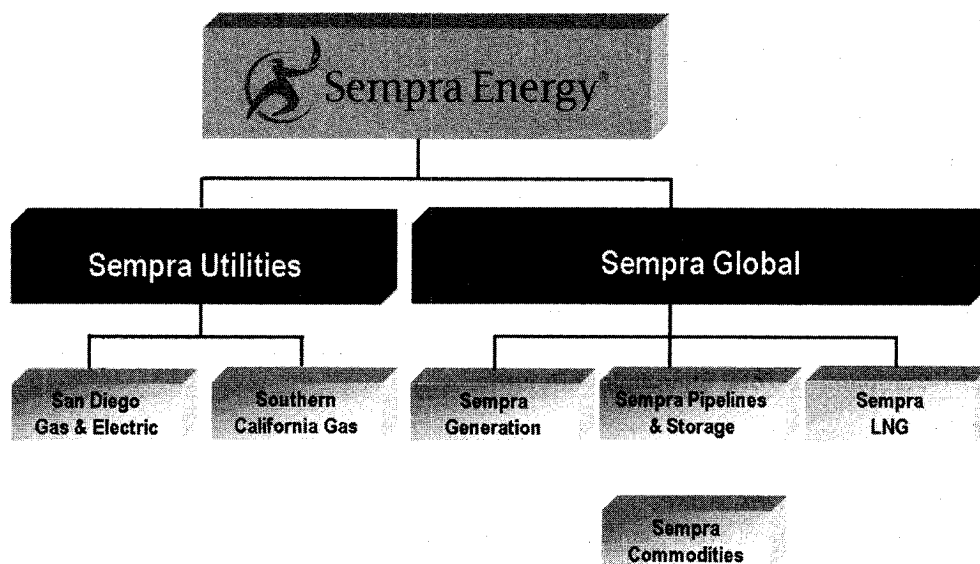 Sempra Energy®
Sempra Utilities
Sempra Global
San Diego
Gas & Electric
Southern
California Gas
Sempra
Generation
Sempra Pipelines
& Storage
Sempra
LNG
Sempra
Commodities